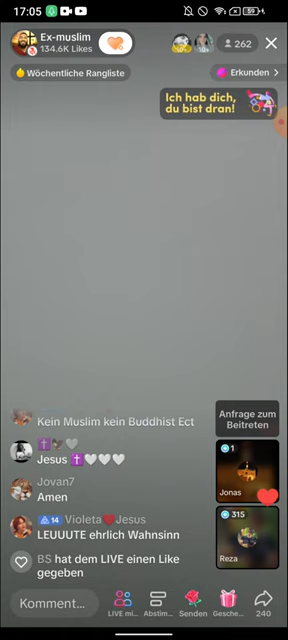 17:05
59
Ex-muslim
134.6K Likes
262
Wöchentliche Rangliste
Erkunden
Ich hab dich,
du bist dran!
Kein Muslim kein Buddhist Ect
Anfrage zum
Beitreten
Jesus
1
Jonas
Jovan7
Amen
14 Violeta Jesus
LEUUUTE ehrlich Wahnsinn
315
Reza
BS hat dem LIVE einen Like
gegeben
Komment...
LIVE mi...
Abstim...
Senden
Gesche...
240